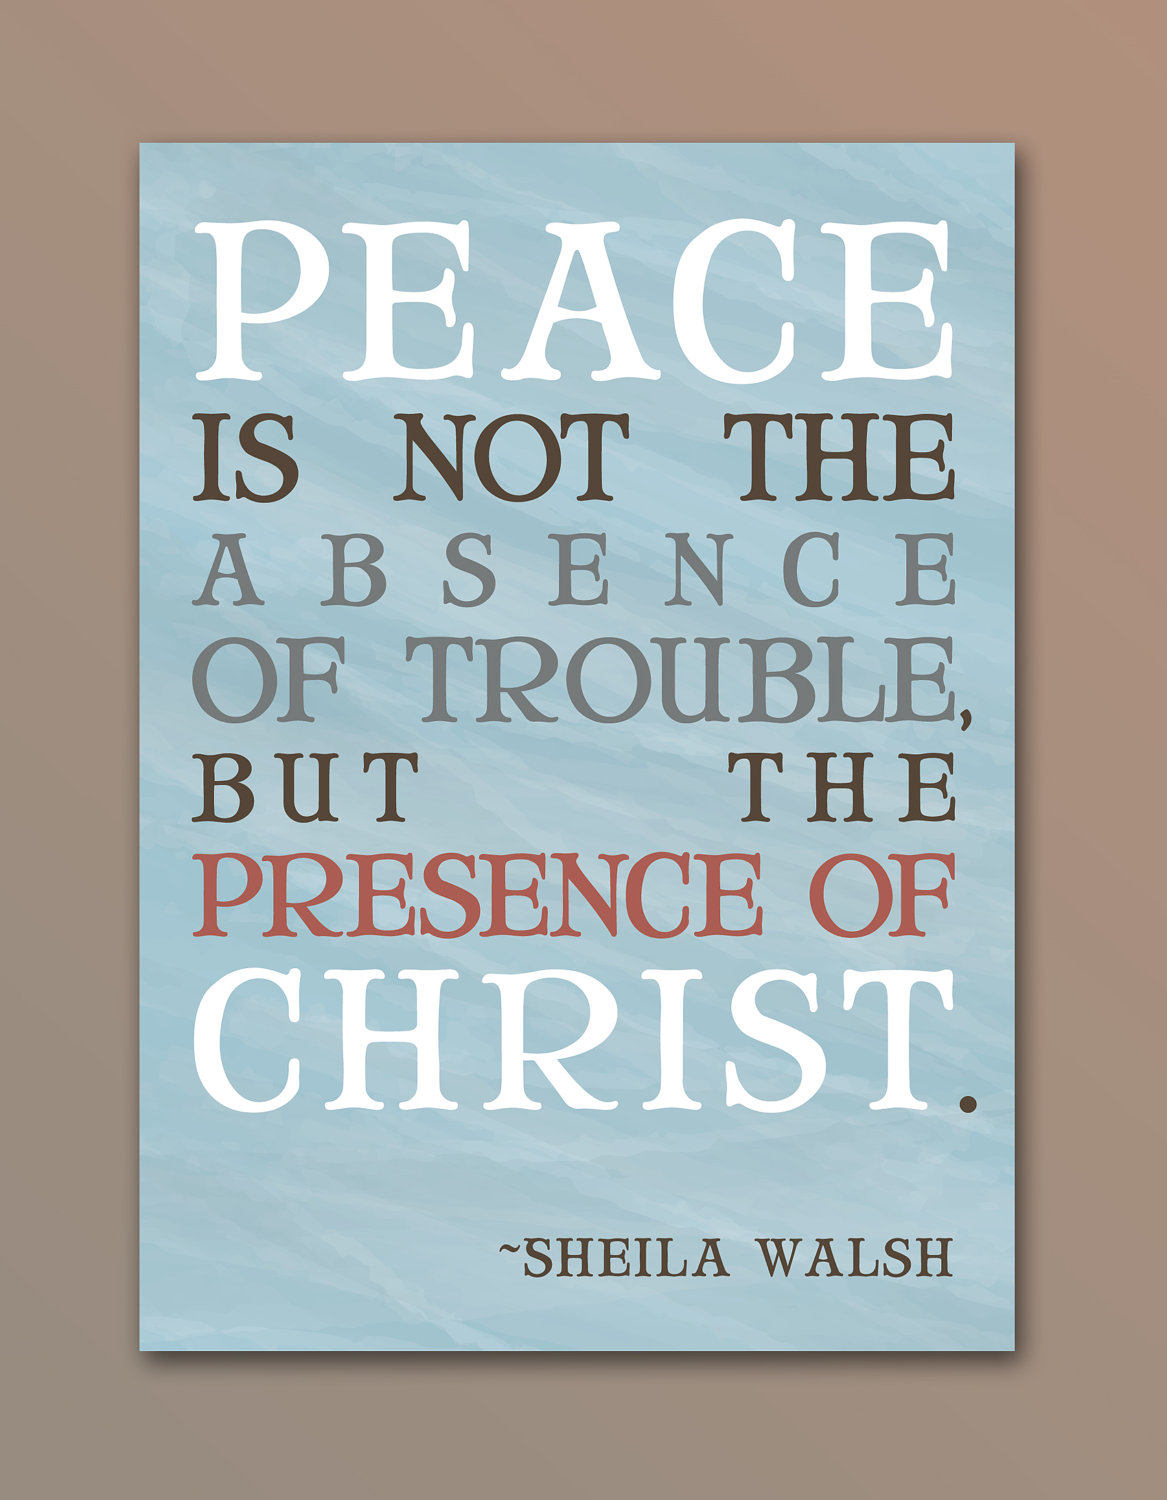 PEACE
IS NOT THE
ABSENCE
OF TROUBLE,
BUT THE
PRESENCE OF
CHRIST.
~SHEILA WALSH